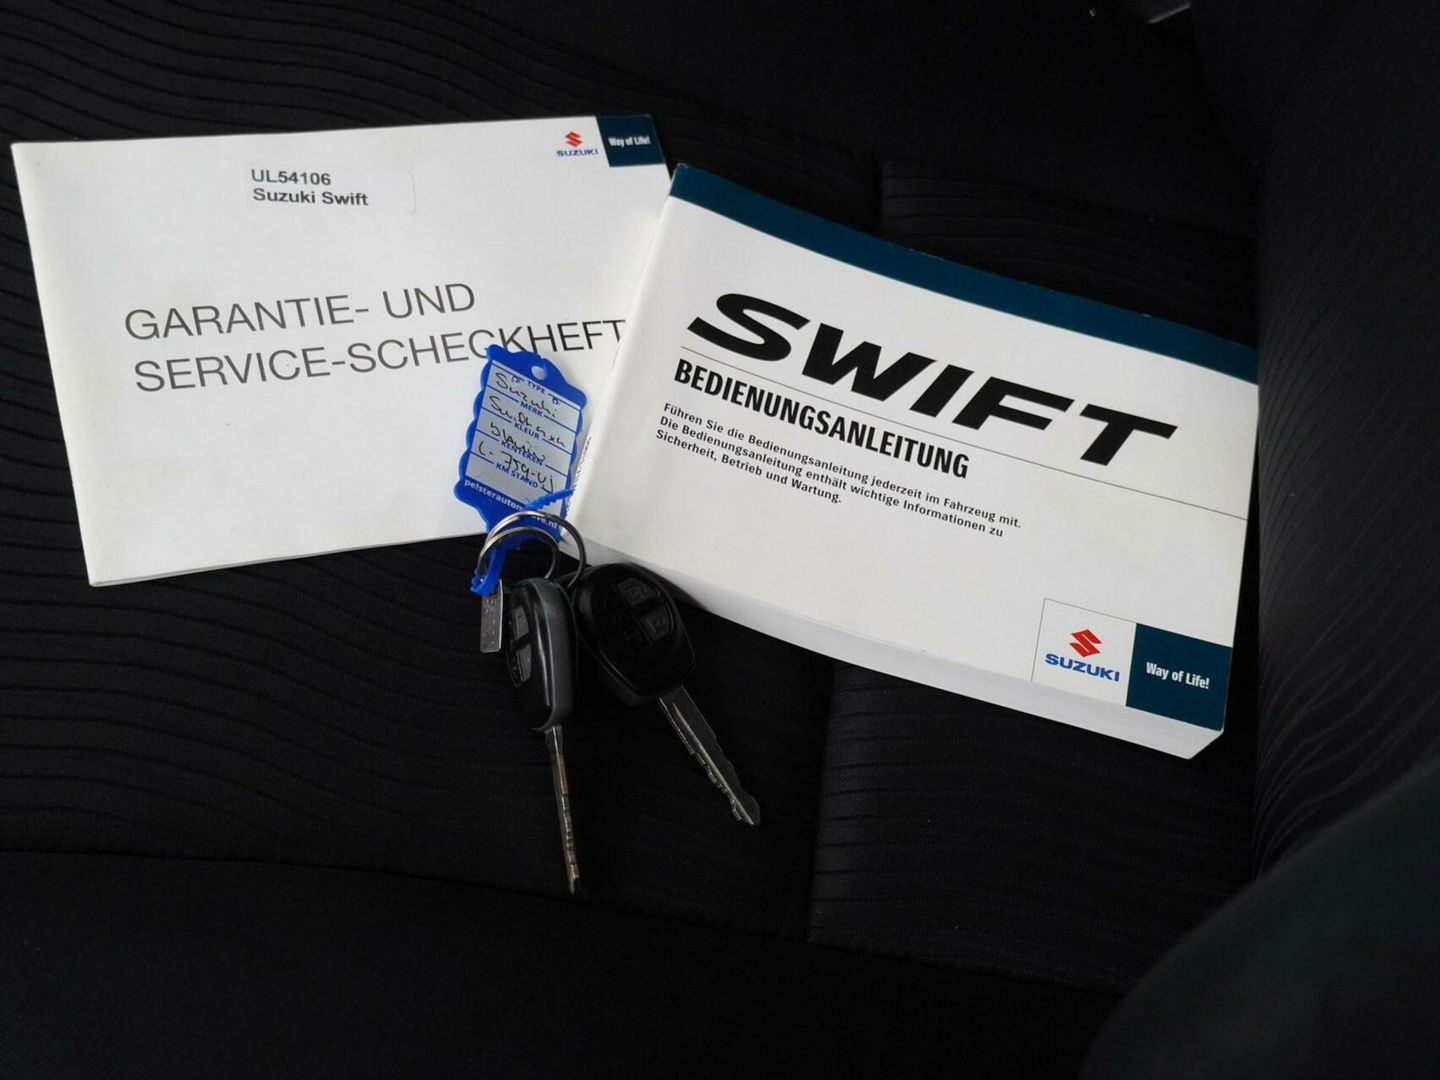 SUZUKI
Way of Life!
UL54106
Suzuki Swift
GARANTIE- UND
SERVICE-SCHECKHEFT
TYPE
Suzuki
MERK
KLEUR
KENTEKEN
KM STAND
SWIFT
BEDIENUNGSANLEITUNG
Führen Sie die Bedienungsanleitung jederzeit im Fahrzeug mit.
Die Bedienungsanleitung enthält wichtige Informationen zu
Sicherheit, Betrieb und Wartung.
SUZUKI
Way of Life!